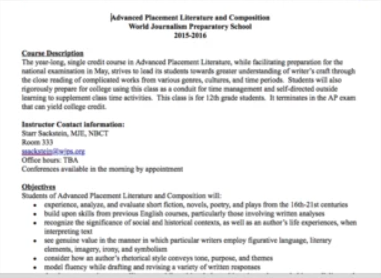 Advanced Placement Literature and Composition
World Journalism Preparatory School
2015-2016
Course Description
The year-long, single credit course in Advanced Placement Literature, while facilitating preparation for the
national examination in May, strives to lead its students towards greater understanding of writer's craft through
the close reading of complicated works from various genres, cultures, and time periods. Students will also
rigorously prepare for college using this class as a conduit for time management and self-directed outside
learning to supplement class time activities. This class is for 12th grade students. It terminates in the AP exam
that can yield college credit.
Instructor Contact information:
Starr Sackstein, MJE, NBCT
Room 333
ssackstein@wjps.org
Office hours: TBA
Conferences available in the morning by appointment
Objectives
Students of Advanced Placement Literature and Composition will:
• experience, analyze, and evaluate short fiction, novels, poetry, and plays from the 16th-21st centuries
• build upon skills from previous English courses, particularly those involving written analyses
• recognize the significance of social and historical contexts, as well as an author's life experiences, when
interpreting text
• see genuine value in the manner in which particular writers employ figurative language, literary
elements, imagery, irony, and symbolism
• consider how an author's rhetorical style conveys tone, purpose, and themes
• model fluency while drafting and revising a variety of written responses